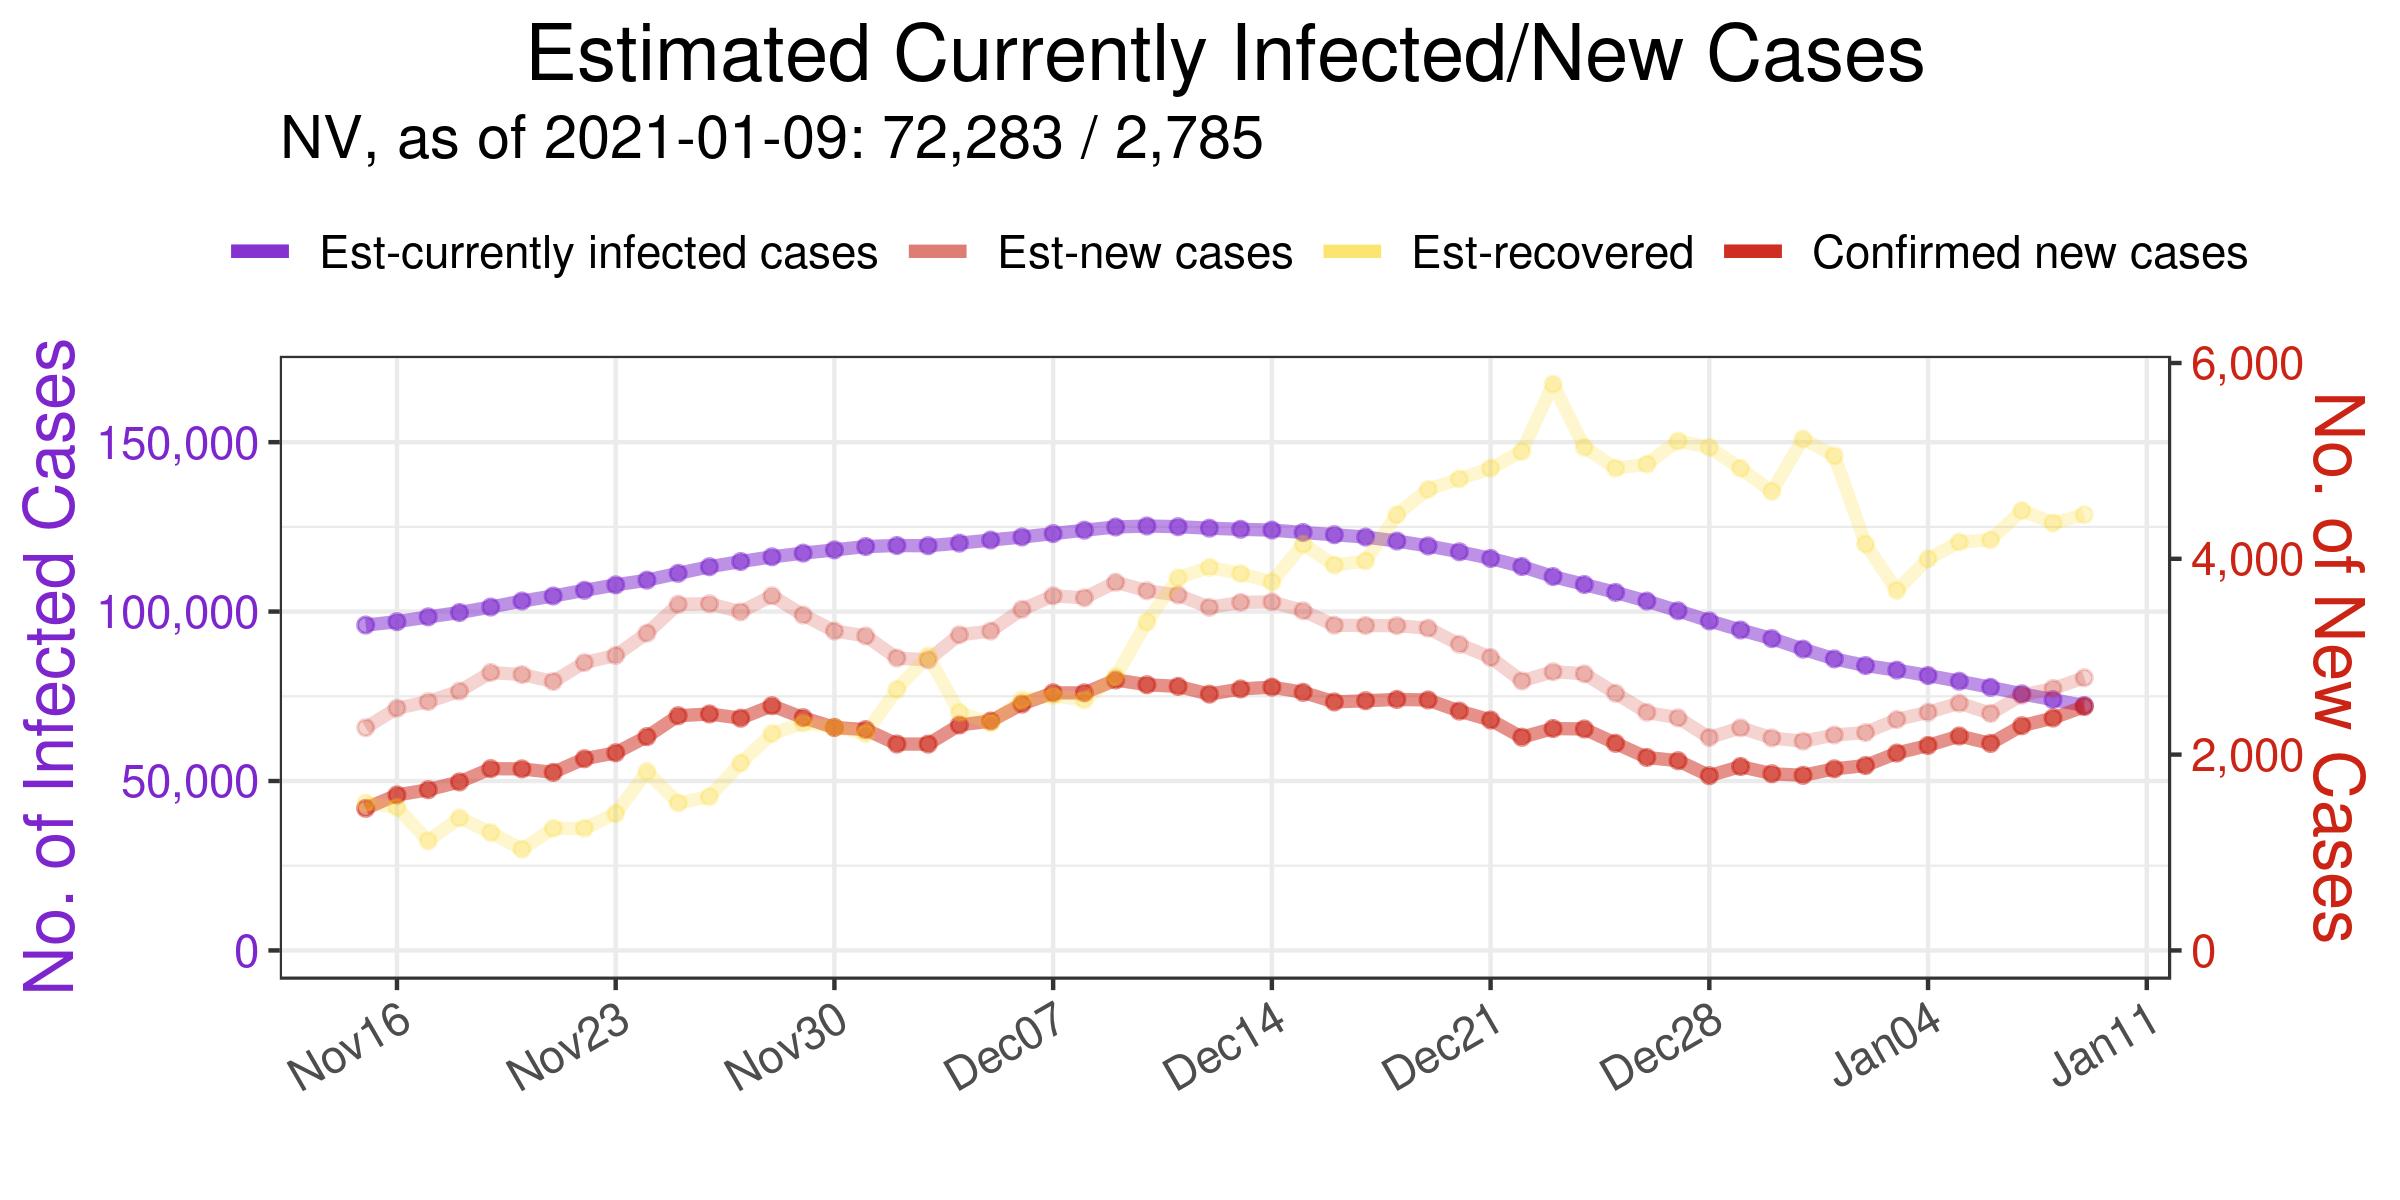 Estimated Currently Infected/New Cases
NV, as of 2021-01-09: 72,283 / 2,785
Est-currently infected cases Est-new cases Est-recovered Confirmed new cases
No. of Infected Cases
150,000
100,000
50,000
0
6,000
4,000
2,000
0
No. of New Cases
Nov16 Nov23 Nov30 Dec07 Dec14 Dec21 Dec28 Jan04 Jan11